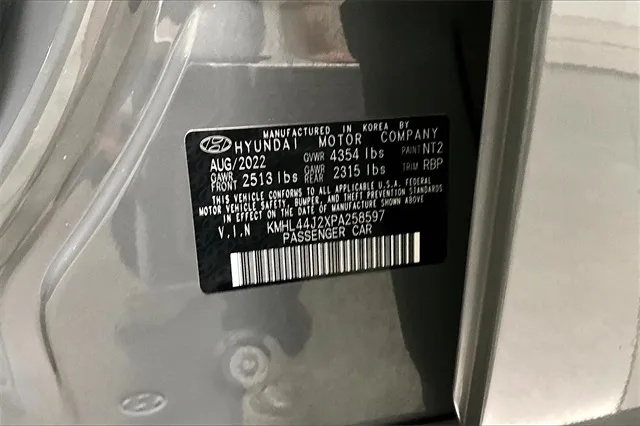 MANUFACTURED IN KOREA BY
HYUNDAI MOTOR COMPANY
AUG/2022 GVWR 4354 lbs PAINT NT2
GAWR FRONT 2513 lbs GAWR REAR 2315 lbs TRIM RBP
THIS VEHICLE CONFORMS TO ALL APPLICABLE U.S.A. FEDERAL
MOTOR VEHICLE SAFETY, BUMPER, AND THEFT PREVENTION STANDARDS
IN EFFECT ON THE DATE OF MANUFACTURE SHOWN ABOVE.
V.I.N KMHL44J2XPA258597
PASSENGER CAR